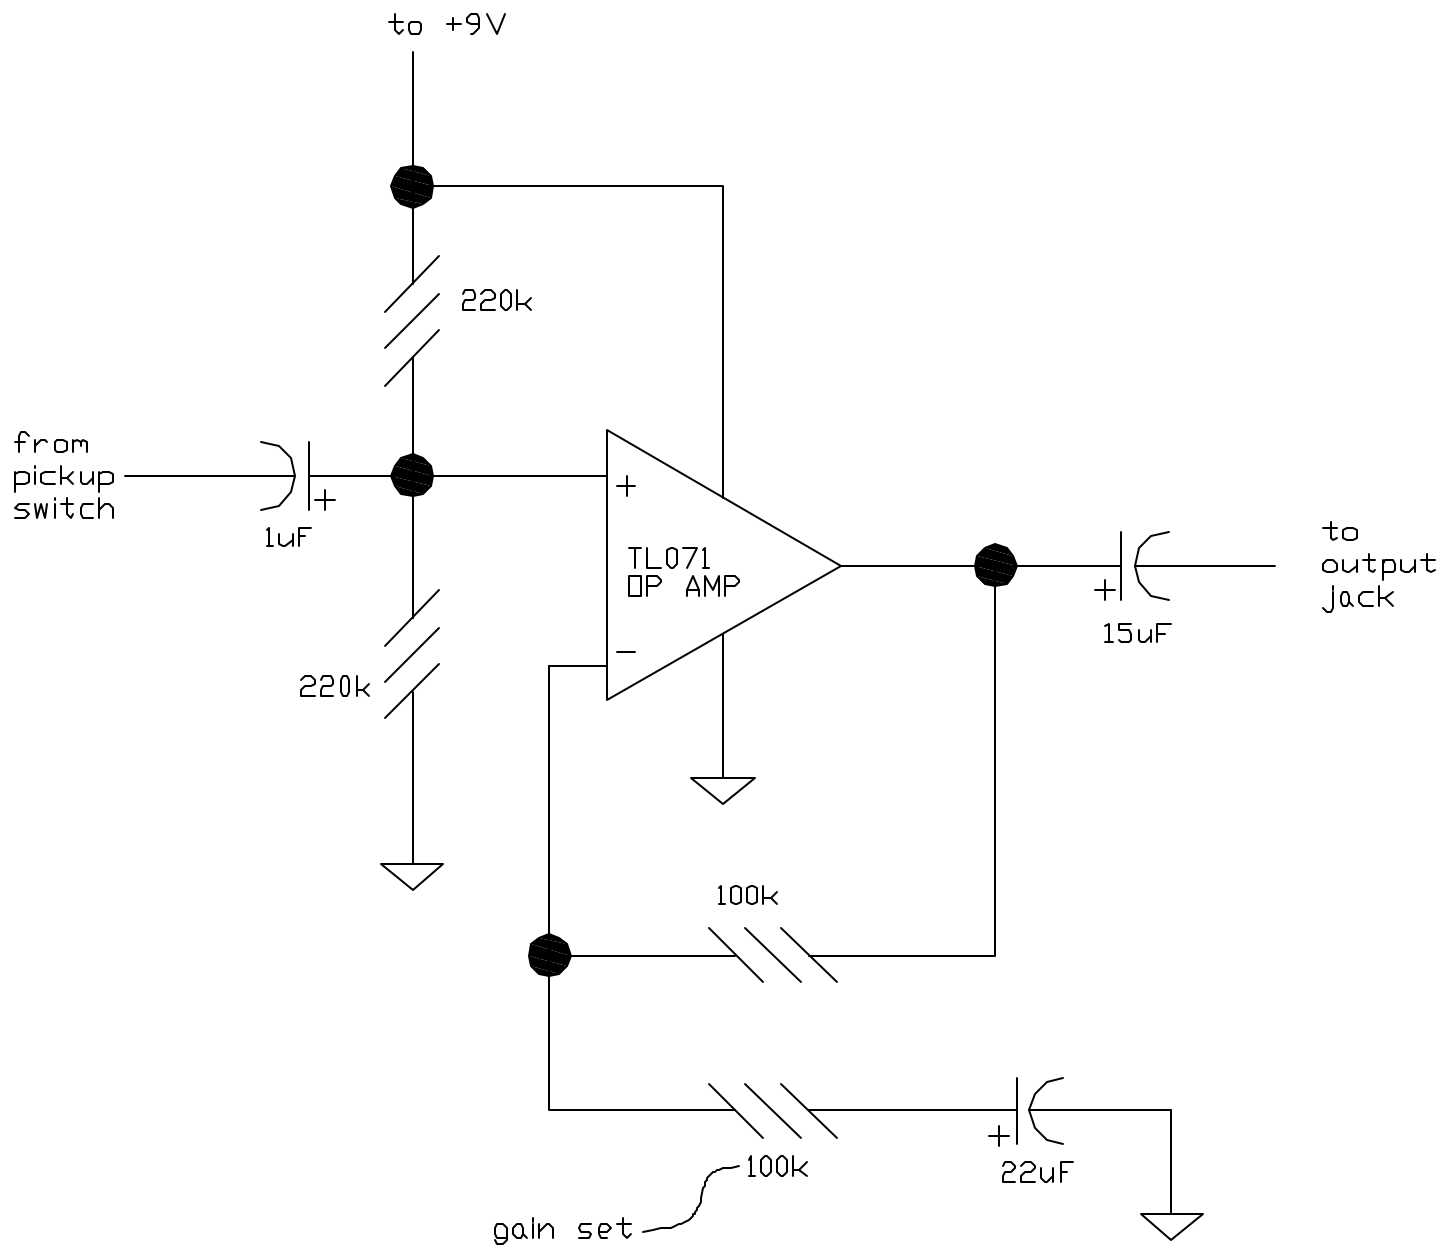 to +9V
220k
from
pickup
switch
+
1uF
+
TL071
OP AMP
-
220k
to
output
jack
+
15uF
100k
100k
+
22uF
gain set